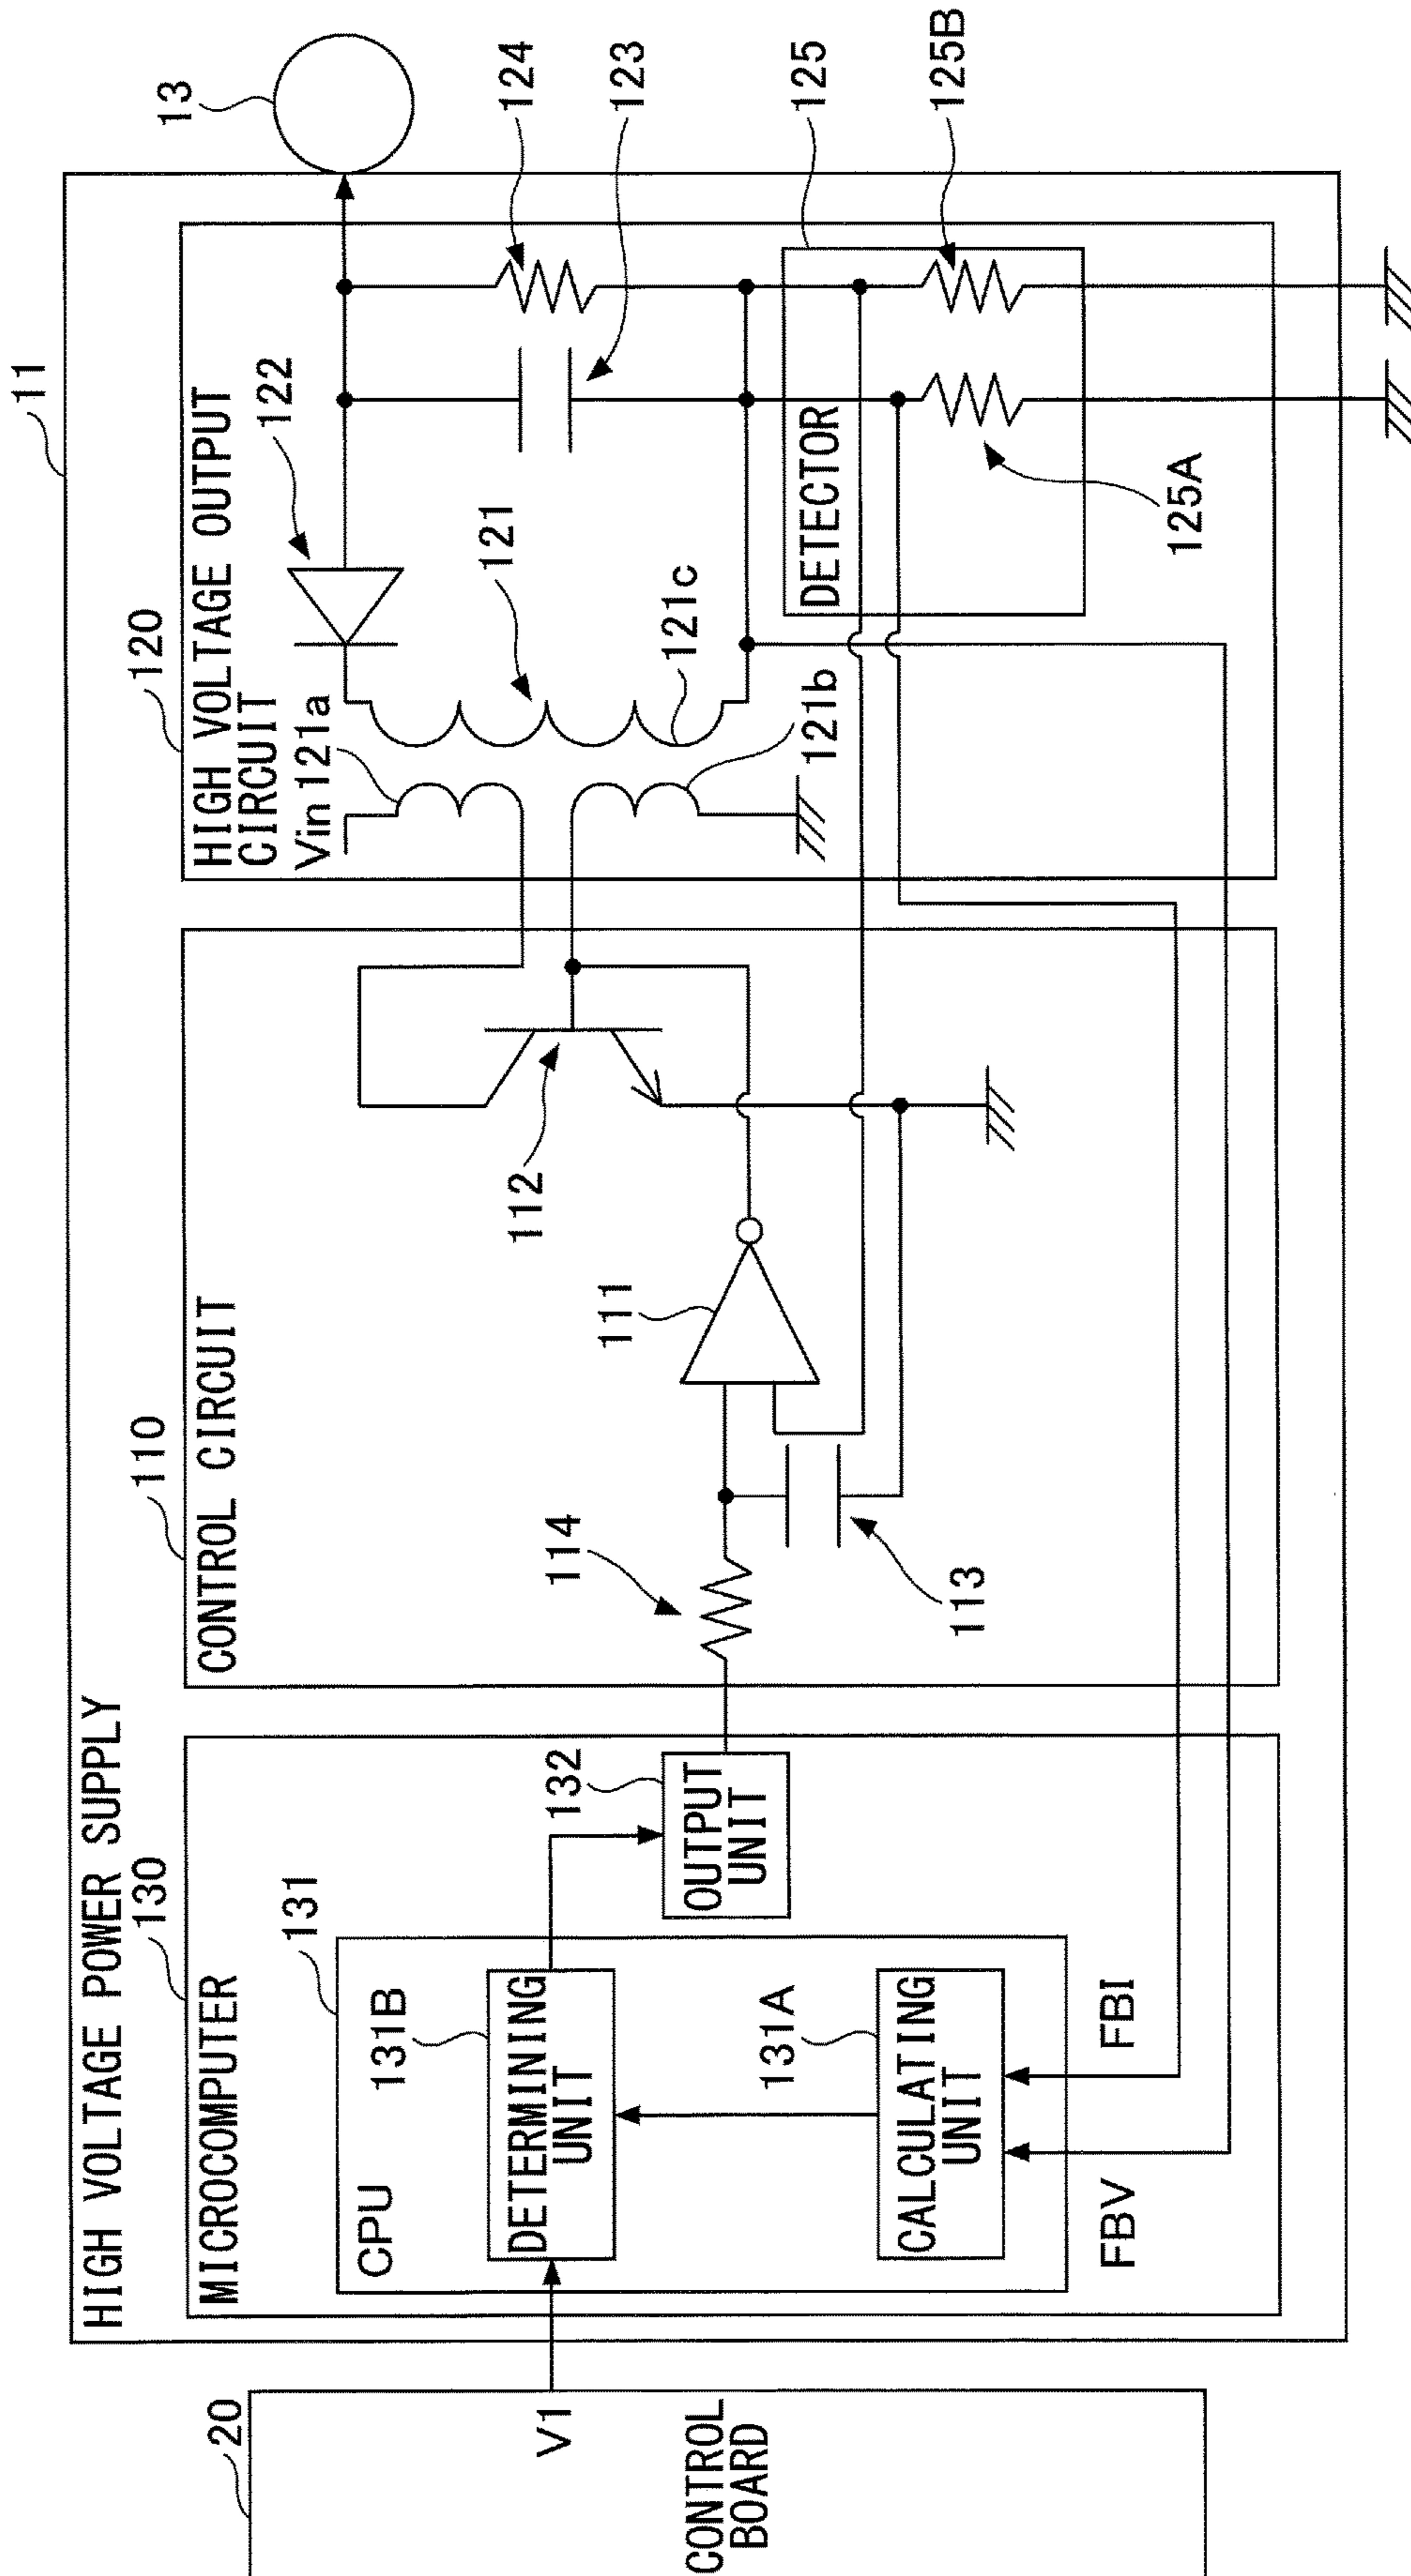 11
13
HIGH VOLTAGE POWER SUPPLY
20
V1
CONTROL
BOARD
130
MICROCOMPUTER
131
CPU
131B
DETERMINING
UNIT
131A
CALCULATING
UNIT
FBV
FBI
132
OUTPUT
UNIT
110
CONTROL CIRCUIT
114
113
111
112
120
HIGH VOLTAGE OUTPUT
CIRCUIT
Vin
121a
121b
121c
121
122
124
123
125
125B
DETECTOR
125A